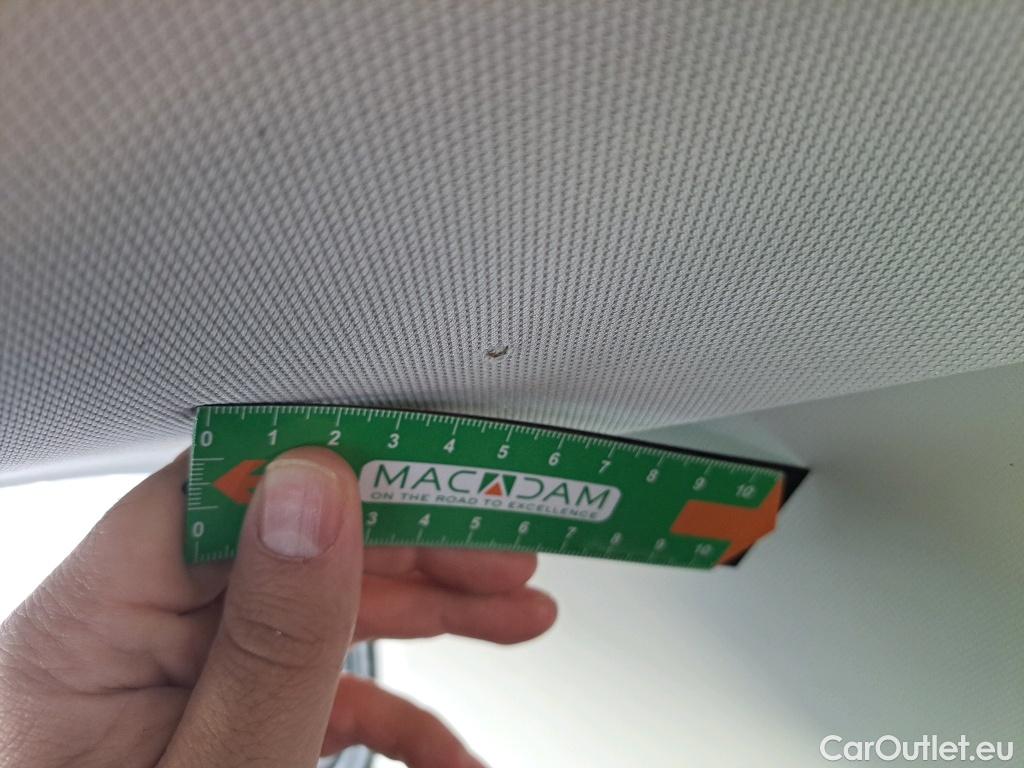 0 1 2 3 4 5 6 7 8 9 10
MACADAM
ON THE ROAD TO EXCELLENCE
0 3 4 5 6 7 8 9 10
CarOutlet.eu